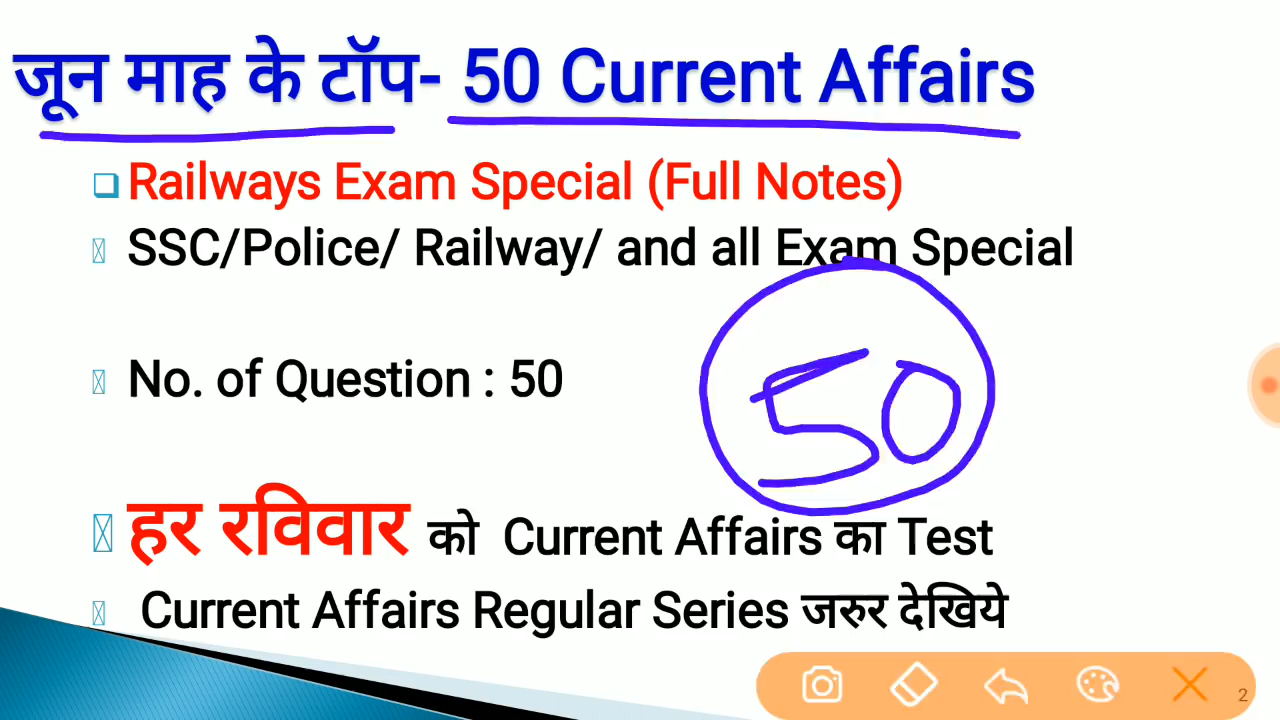 जून माह के टॉप- 50 Current Affairs
Railways Exam Special (Full Notes)
SSC/Police/ Railway/ and all Exam Special
No. of Question : 50
50
हर रविवार को Current Affairs का Test
Current Affairs Regular Series जरुर देखिये
2